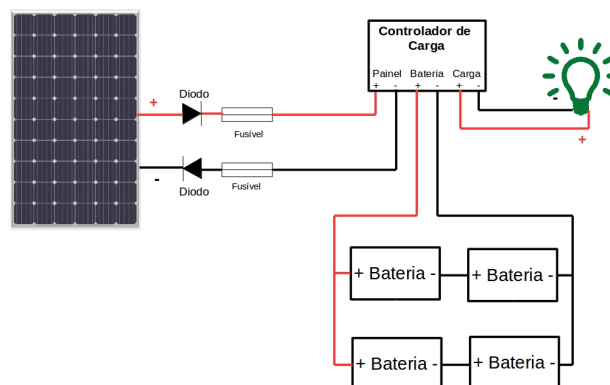 Controlador de
Carga
Painel Bateria Carga
+ - + - + -
Diodo
+
Fusível
-
+
-
Fusível
Diodo
+ Bateria -
+ Bateria -
+ Bateria -
+ Bateria -